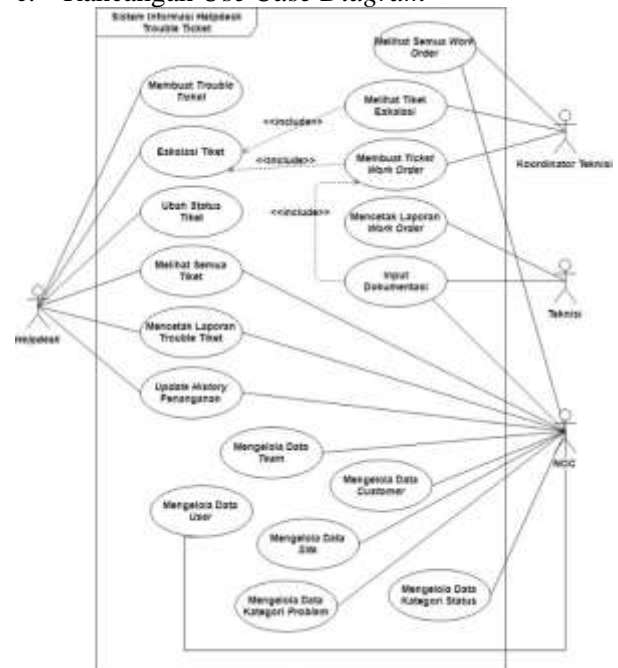 c. Rancangan Use Case Diagram
Sistem Informasi Helpdesk
Trouble Ticket
Melihat Semua Work
Order
Membuat Trouble
Ticket
Melihat Tiket
Eskalasi
<<include>>
Eskalasi Tiket
<<include>>
Membuat Ticket
Work Order
Koordinator Teknisi
Ubah Status
Tiket
<<include>>
Mencetak Laporan
Work Order
Melihat Semua
Tiket
Input
Dokumentasi
Teknisi
Helpdesk
Mencetak Laporan
Trouble Tiket
Update History
Penanganan
NOC
Mengelola Data
Team
Mengelola Data
Customer
Mengelola Data
User
Mengelola Data
Site
Mengelola Data
Kategori Problem
Mengelola Data
Kategori Status